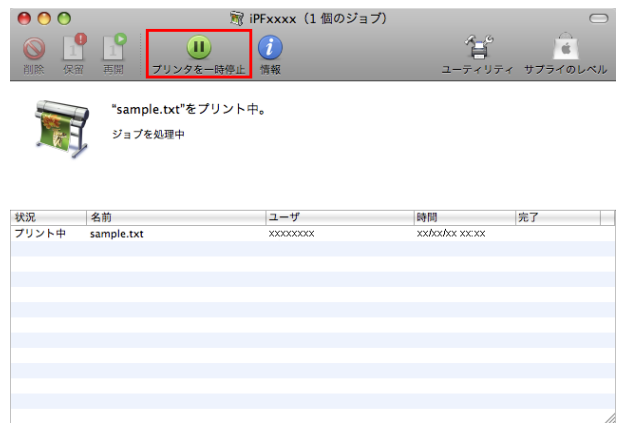 iPFxxxx（1 個のジョブ）
削除 保留 再開 プリンタを一時停止 情報 ユーティリティ サプライのレベル
“sample.txt”をプリント中。
ジョブを処理中
状況 名前 ユーザ 時間 完了
プリント中 sample.txt xxxxxxxx xx/xx/xx xx:xx